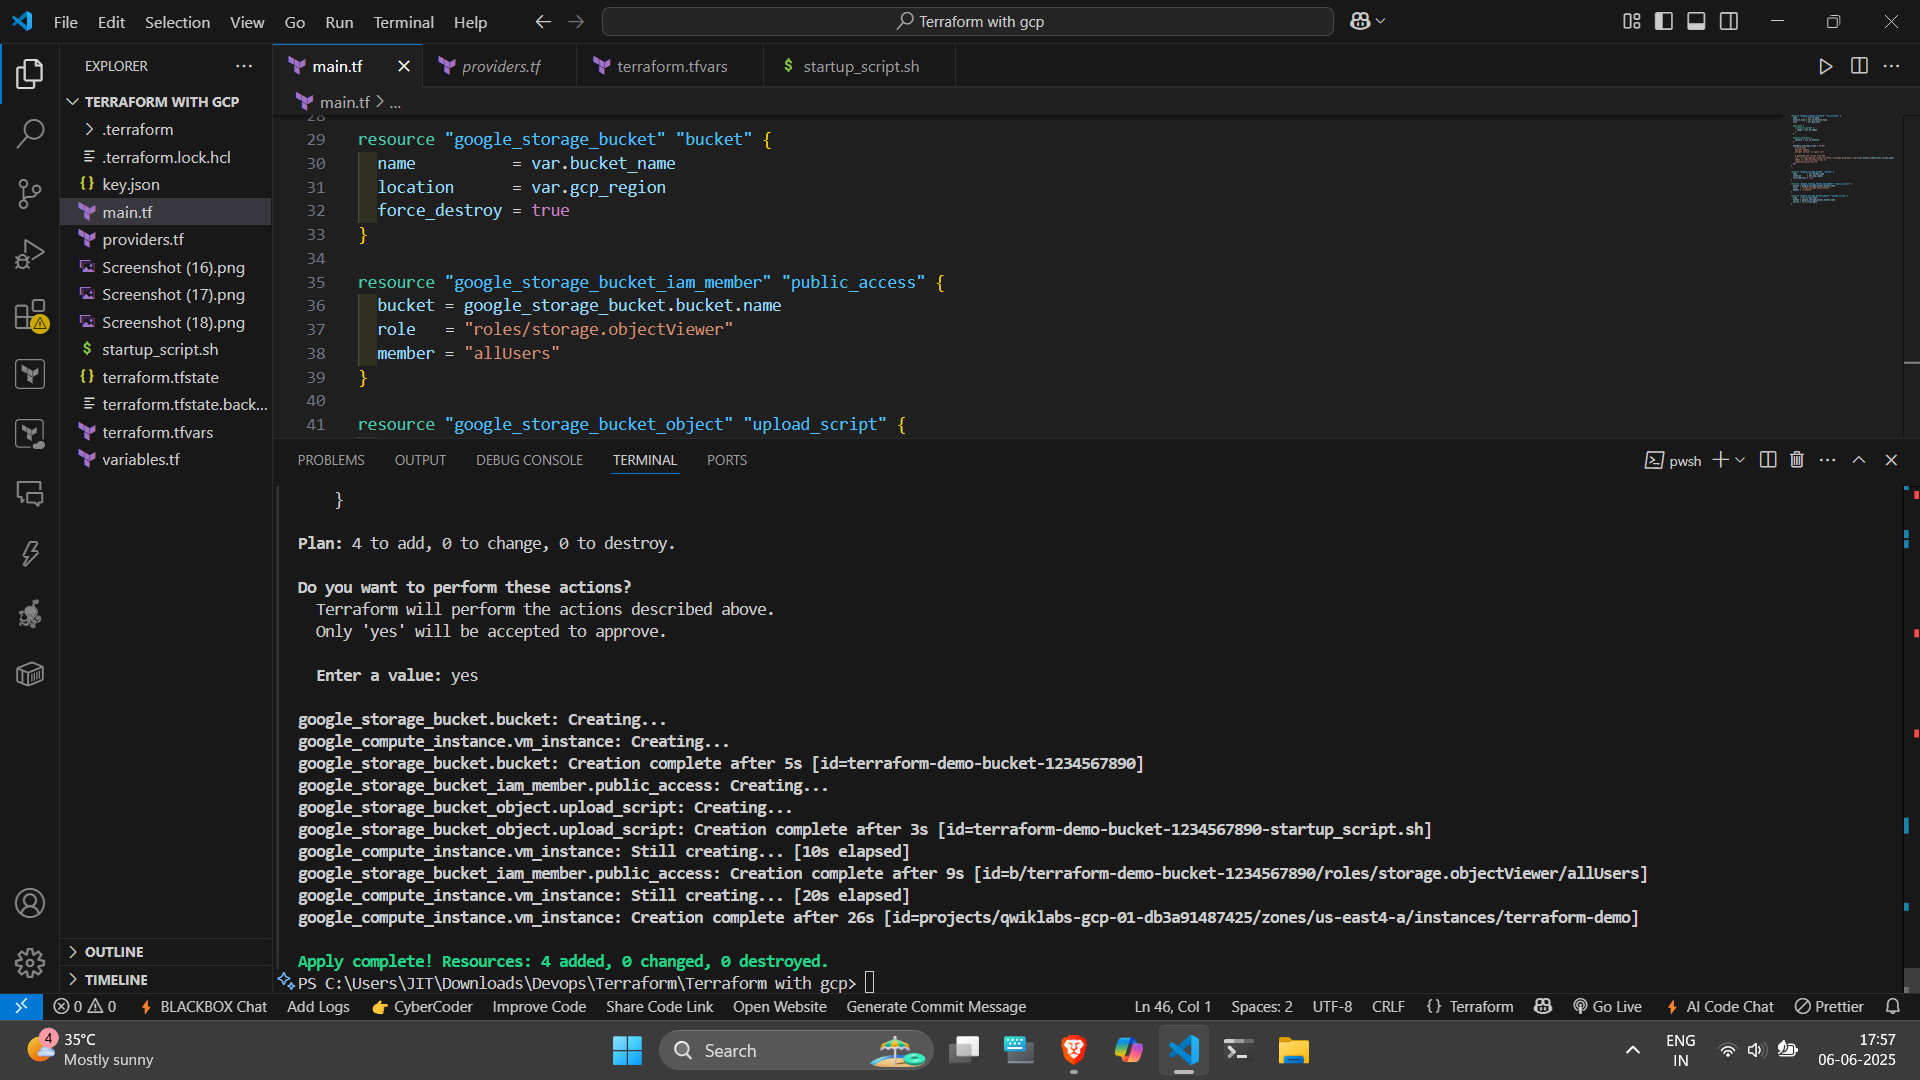 File Edit Selection View Go Run Terminal Help
Terraform with gcp
EXPLORER
TERRAFORM WITH GCP
.terraform
.terraform.lock.hcl
key.json
main.tf
providers.tf
Screenshot (16).png
Screenshot (17).png
Screenshot (18).png
startup_script.sh
terraform.tfstate
terraform.tfstate.back...
terraform.tfvars
variables.tf
OUTLINE
TIMELINE
main.tf providers.tf terraform.tfvars $ startup_script.sh
main.tf > ...
28
29 resource "google_storage_bucket" "bucket" {
30 name = var.bucket_name
31 location = var.gcp_region
32 force_destroy = true
33 }
34
35 resource "google_storage_bucket_iam_member" "public_access" {
36 bucket = google_storage_bucket.bucket.name
37 role = "roles/storage.objectViewer"
38 member = "allUsers"
39 }
40
41 resource "google_storage_bucket_object" "upload_script" {
PROBLEMS OUTPUT DEBUG CONSOLE TERMINAL PORTS
pwsh
}
Plan: 4 to add, 0 to change, 0 to destroy.
Do you want to perform these actions?
Terraform will perform the actions described above.
Only 'yes' will be accepted to approve.
Enter a value: yes
google_storage_bucket.bucket: Creating...
google_compute_instance.vm_instance: Creating...
google_storage_bucket.bucket: Creation complete after 5s [id=terraform-demo-bucket-1234567890]
google_storage_bucket_iam_member.public_access: Creating...
google_storage_bucket_object.upload_script: Creating...
google_storage_bucket_object.upload_script: Creation complete after 3s [id=terraform-demo-bucket-1234567890-startup_script.sh]
google_compute_instance.vm_instance: Still creating... [10s elapsed]
google_storage_bucket_iam_member.public_access: Creation complete after 9s [id=b/terraform-demo-bucket-1234567890/roles/storage.objectViewer/allUsers]
google_compute_instance.vm_instance: Still creating... [20s elapsed]
google_compute_instance.vm_instance: Creation complete after 26s [id=projects/qwiklabs-gcp-01-db3a91487425/zones/us-east4-a/instances/terraform-demo]
Apply complete! Resources: 4 added, 0 changed, 0 destroyed.
PS C:\Users\JIT\Downloads\Devops\Terraform\Terraform with gcp>
0 0 BLACKBOX Chat Add Logs CyberCoder Improve Code Share Code Link Open Website Generate Commit Message Ln 46, Col 1 Spaces: 2 UTF-8 CRLF {} Terraform Go Live AI Code Chat Prettier
4 35°C
Mostly sunny
Search
ENG
IN
17:57
06-06-2025